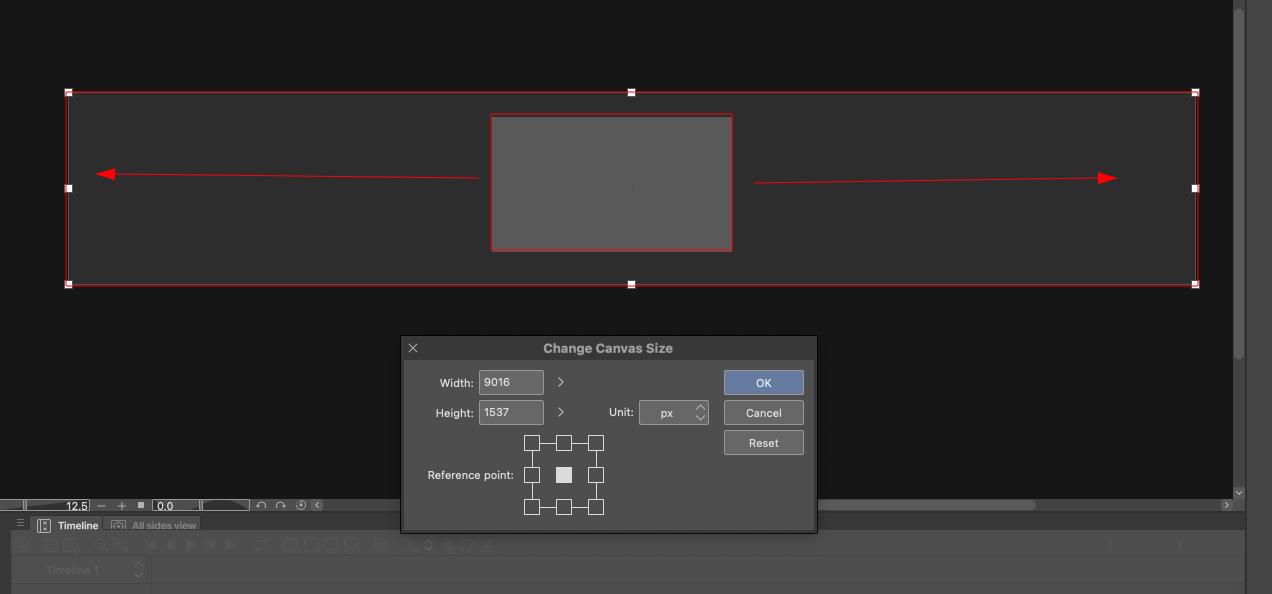 Change Canvas Size
Width: 9016 OK
Height: 1537 Unit: px Cancel
Reset
Reference point:
12.5 0.0
Timeline All sides view
Timeline 1